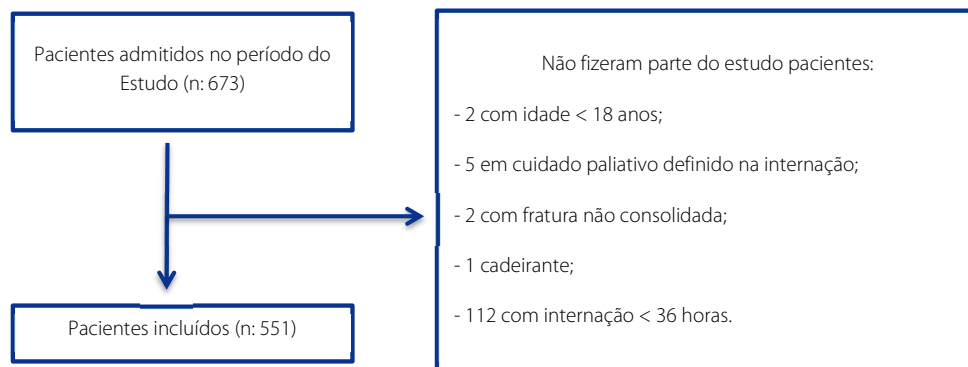 Pacientes admitidos no período do
Estudo (n: 673)
Não fizeram parte do estudo pacientes:
- 2 com idade < 18 anos;
- 5 em cuidado paliativo definido na internação;
- 2 com fratura não consolidada;
- 1 cadeirante;
- 112 com internação < 36 horas.
Pacientes incluídos (n: 551)